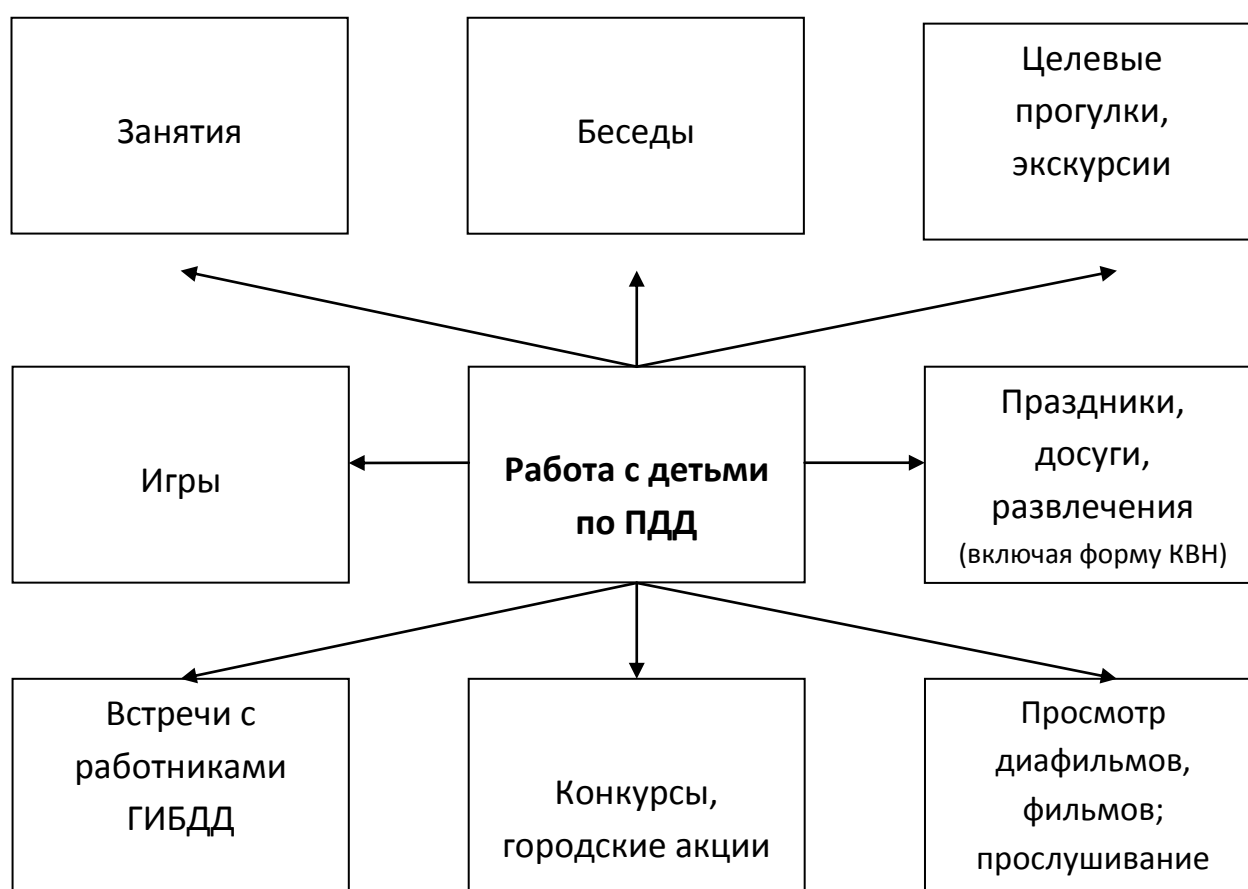 Занятия
Беседы
Целевые
прогулки,
экскурсии
Игры
Работа с детьми
по ПДД
Праздники,
досуги,
развлечения
(включая форму КВН)
Встречи с
работниками
ГИБДД
Конкурсы,
городские акции
Просмотр
диафильмов,
фильмов;
прослушивание